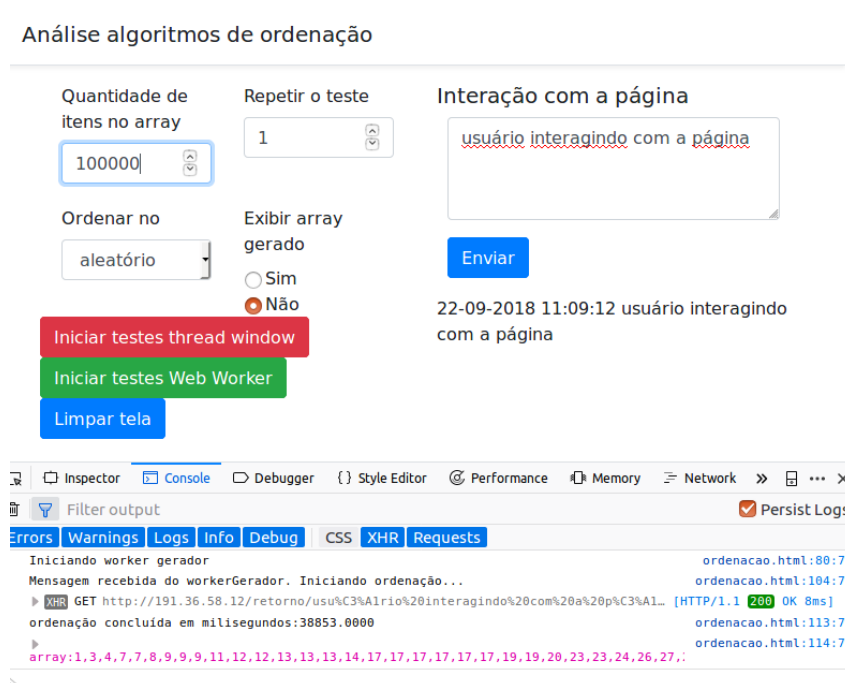 Análise algoritmos de ordenação
Quantidade de
itens no array
100000
Repetir o teste
1
Ordenar no
aleatório
Exibir array
gerado
Sim
Não
Iniciar testes thread window
Iniciar testes Web Worker
Limpar tela
Interação com a página
usuário interagindo com a página
Enviar
22-09-2018 11:09:12 usuário interagindo
com a página
Inspector Console Debugger {} Style Editor Performance Memory Network
Filter output Persist Logs
Errors Warnings Logs Info Debug CSS XHR Requests
Iniciando worker gerador ordenacao.html:80:7
Mensagem recebida do workerGerador. Iniciando ordenação... ordenacao.html:104:7
XHR GET http://191.36.58.12/retorno/usu%C3%A1rio%20interagindo%20com%20a%20p%C3%A1… [HTTP/1.1 200 OK 8ms]
ordenação concluída em milisegundos:38853.0000 ordenacao.html:113:7
ordenacao.html:114:7
array:1,3,4,7,7,8,9,9,9,11,12,12,13,13,13,14,17,17,17,17,17,17,19,19,20,23,23,24,26,27,